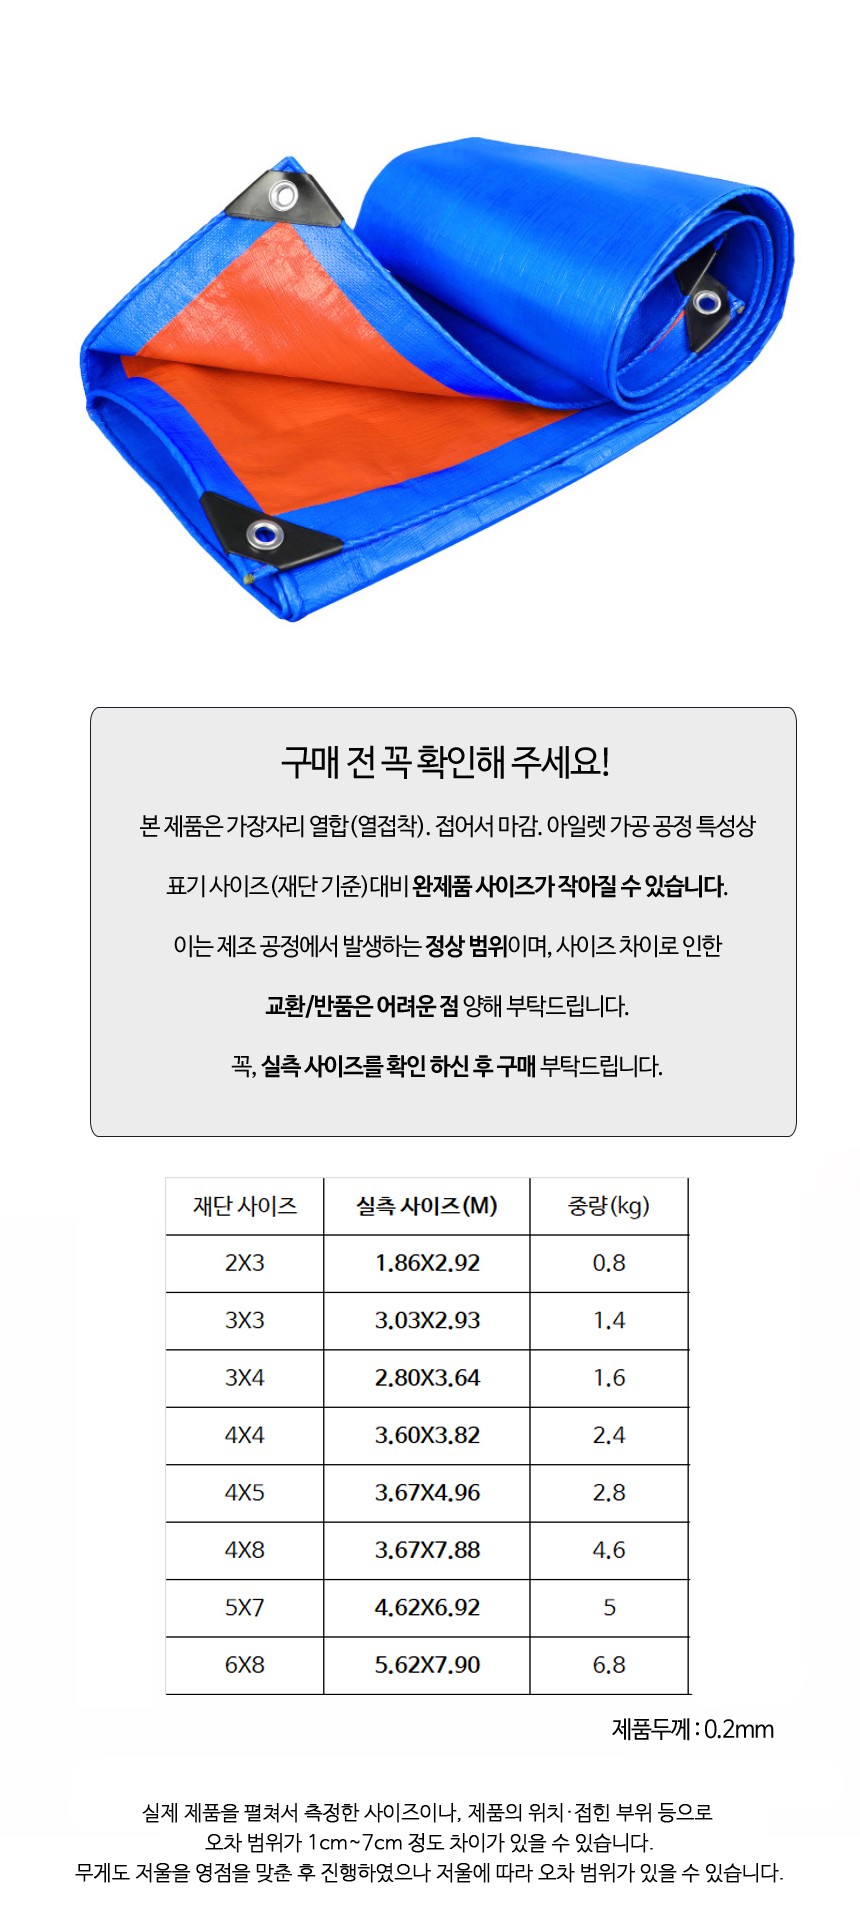 구매 전 꼭 확인해 주세요!
본 제품은 가장자리 열합(열접착). 접어서 마감. 아일렛 가공 공정 특성상
표기 사이즈(재단 기준)대비 완제품 사이즈가 작아질 수 있습니다.
이는 제조 공정에서 발생하는 정상 범위이며, 사이즈 차이로 인한
교환/반품은 어려운 점 양해 부탁드립니다.
꼭, 실측 사이즈를 확인 하신 후 구매 부탁드립니다.
재단 사이즈 실측 사이즈(M) 중량(kg)
2X3 1.86X2.92 0.8
3X3 3.03X2.93 1.4
3X4 2.80X3.64 1.6
4X4 3.60X3.82 2.4
4X5 3.67X4.96 2.8
4X8 3.67X7.88 4.6
5X7 4.62X6.92 5
6X8 5.62X7.90 6.8
제품두께 : 0.2mm
실제 제품을 펼쳐서 측정한 사이즈이나, 제품의 위치·접힌 부위 등으로
오차 범위가 1cm~7cm 정도 차이가 있을 수 있습니다.
무게도 저울을 영점을 맞춘 후 진행하였으나 저울에 따라 오차 범위가 있을 수 있습니다.